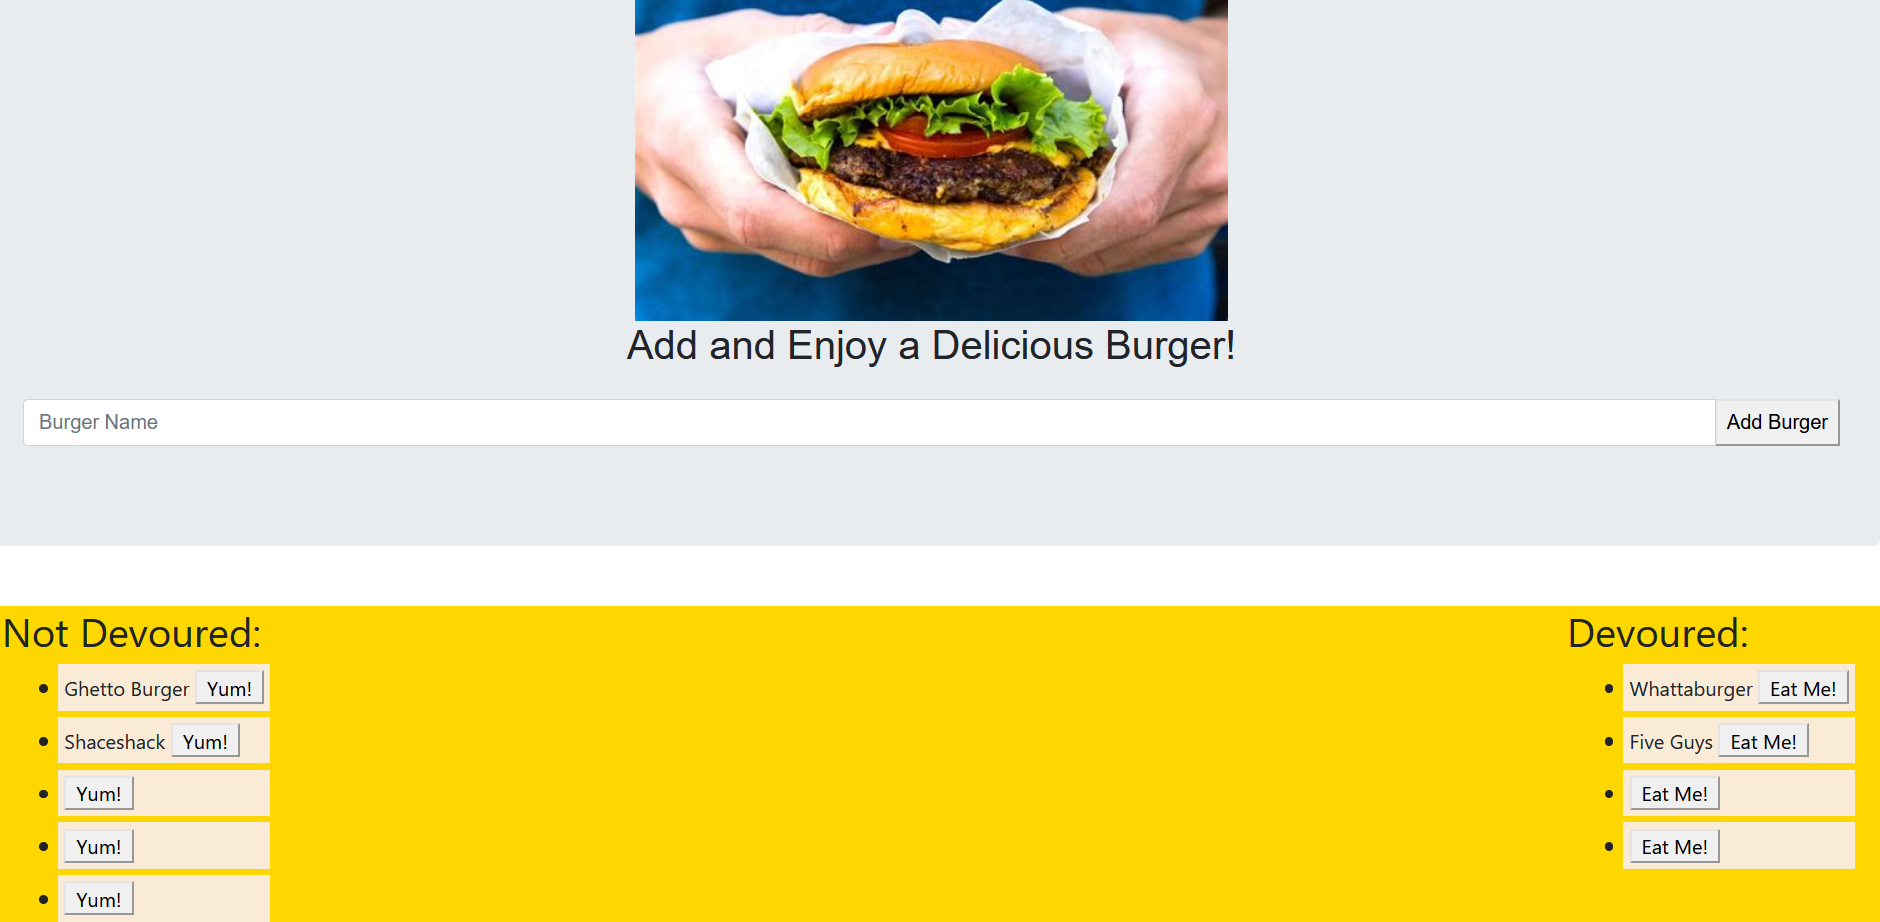 Add and Enjoy a Delicious Burger!
Burger Name
Add Burger
Not Devoured:
Ghetto Burger Yum!
Shaceshack Yum!
Yum!
Yum!
Yum!
Devoured:
Whattaburger Eat Me!
Five Guys Eat Me!
Eat Me!
Eat Me!